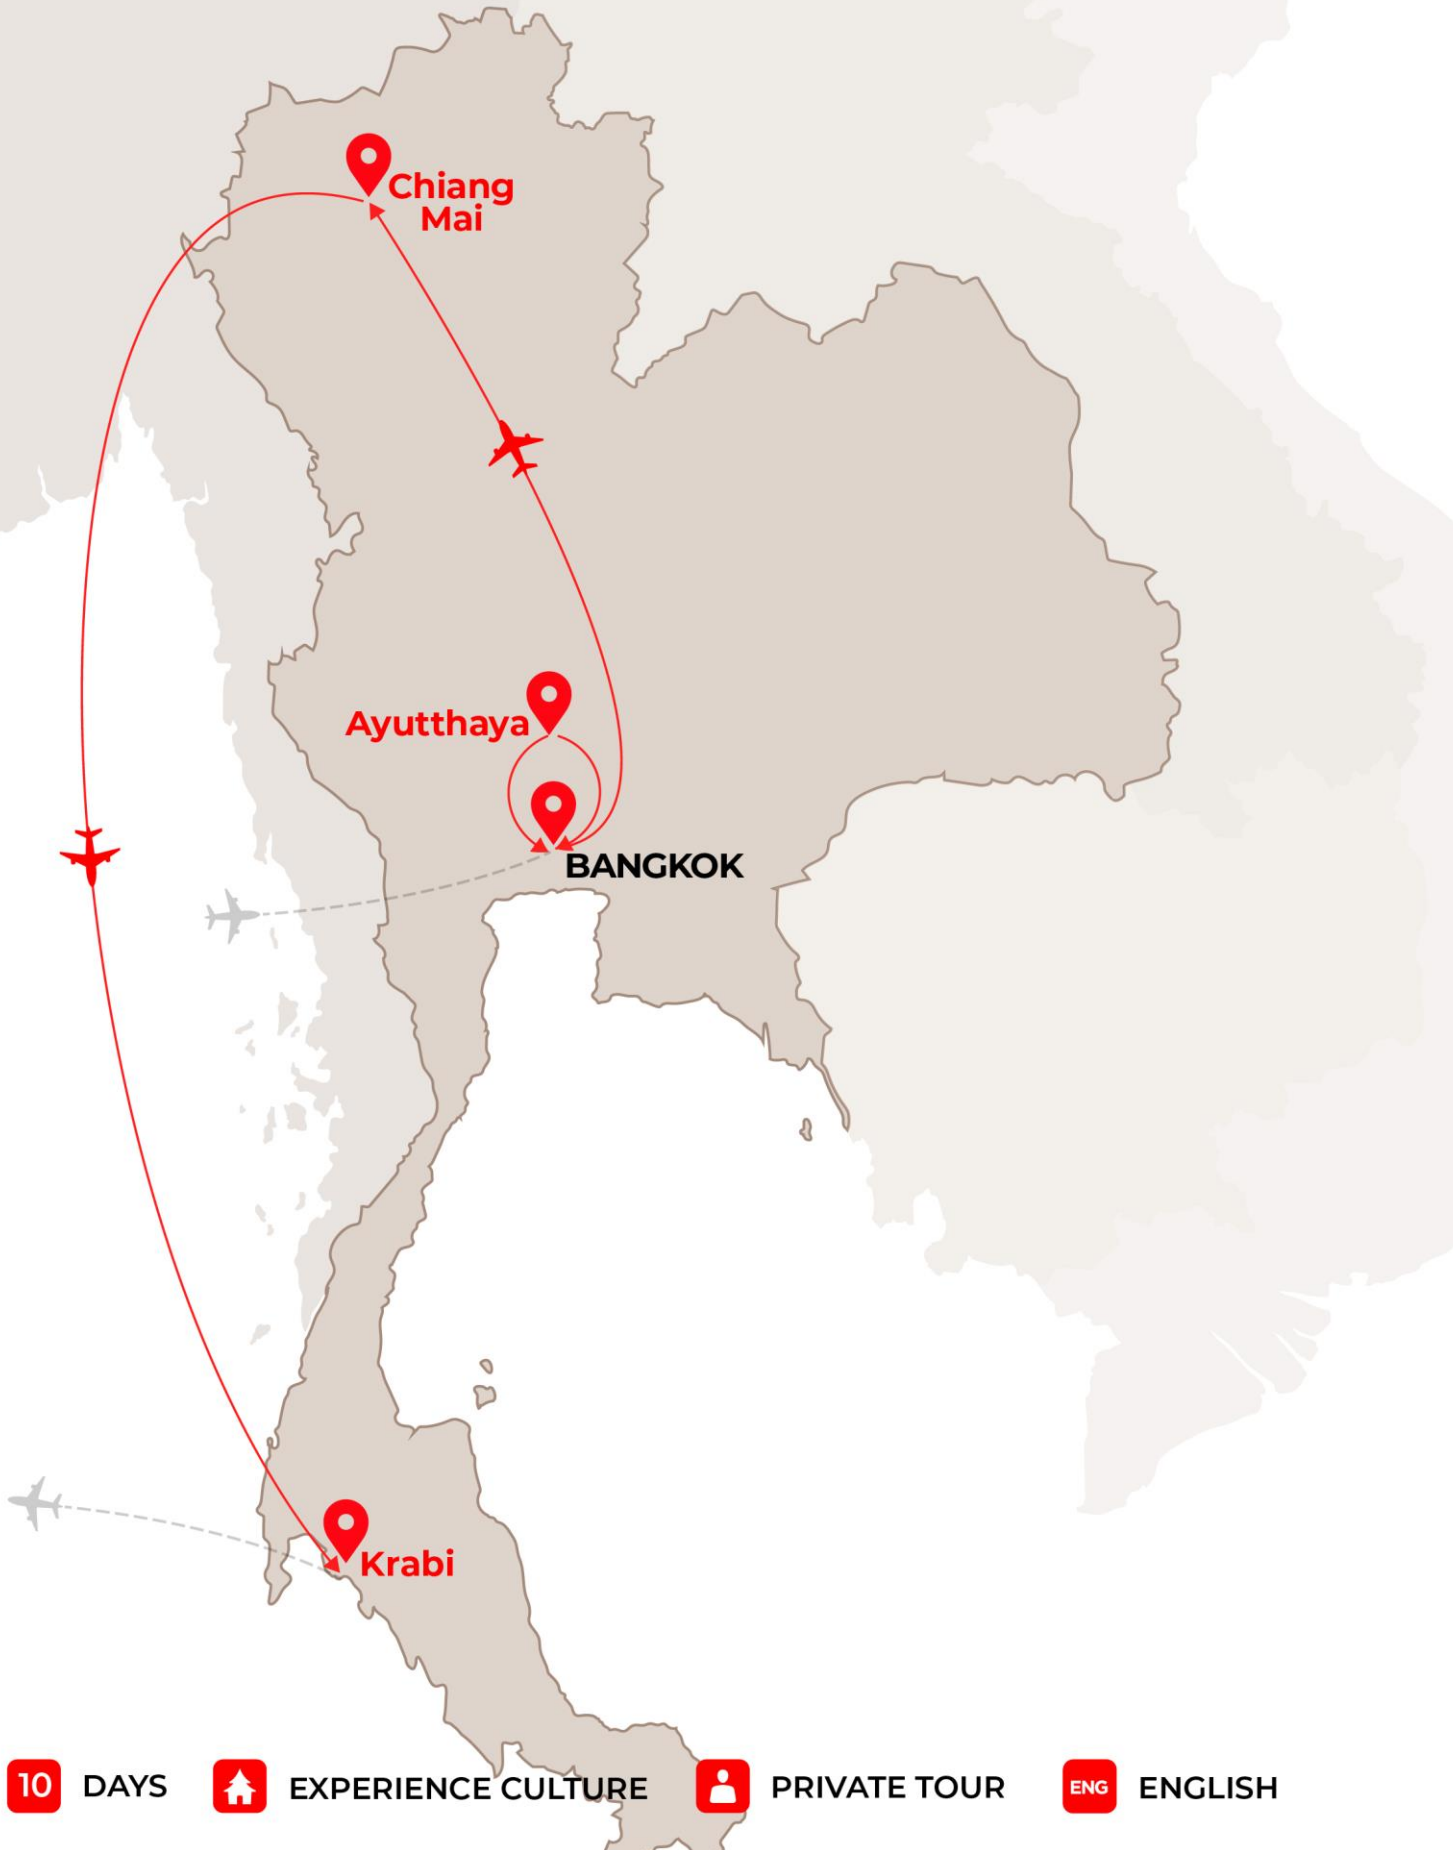 Chiang
Mai
Ayutthaya
BANGKOK
Krabi
10 DAYS
EXPERIENCE CULTURE
PRIVATE TOUR
ENG ENGLISH